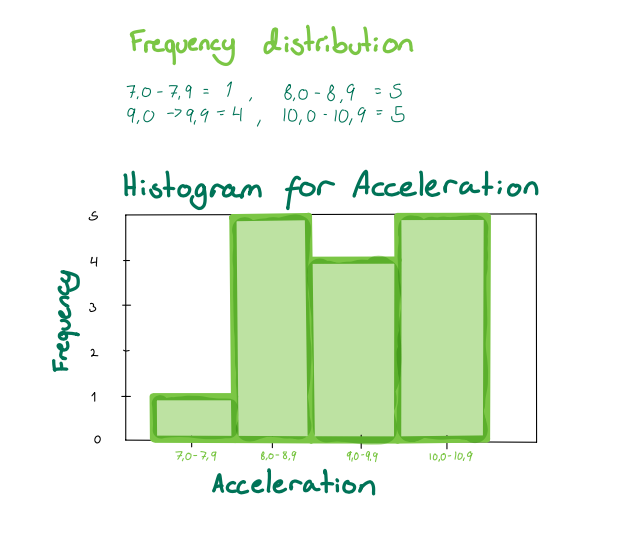 Frequency distribution
7,0 - 7,9 = 1 , 8,0 - 8,9 = 5
9,0 -> 9,9 = 4 , 10,0 - 10,9 = 5
Histogram for Acceleration
5
4
3
2
1
0
Frequency
7,0 - 7,9 8,0 - 8,9 9,0 - 9,9 10,0 - 10,9
Acceleration